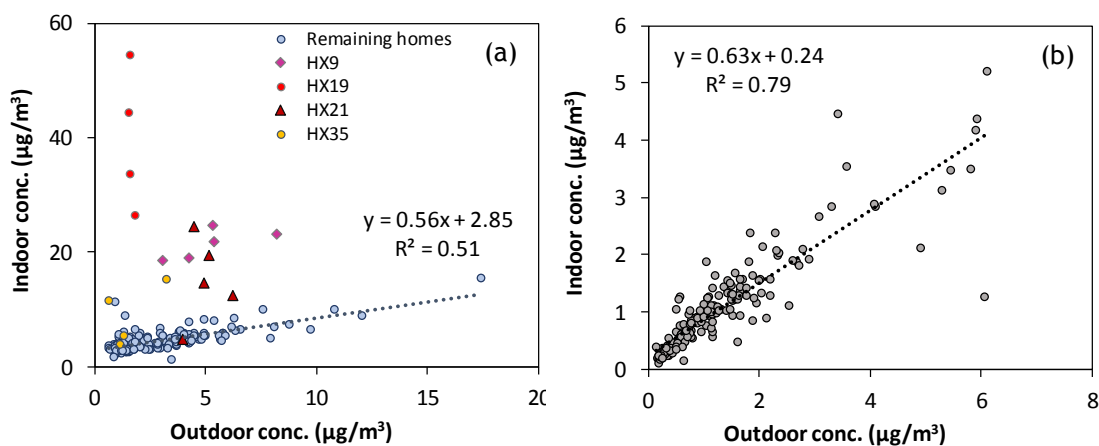 60
50
40
20
0
0
5
10
15
20
Indoor conc. (µg/m³)
Outdoor conc. (µg/m³)
Remaining homes
HX9
HX19
HX21
HX35
(a)
y = 0.56x + 2.85
R² = 0.51
6
5
4
3
2
1
0
0
2
4
6
8
Indoor conc. (µg/m³)
Outdoor conc. (µg/m³)
y = 0.63x + 0.24
R² = 0.79
(b)